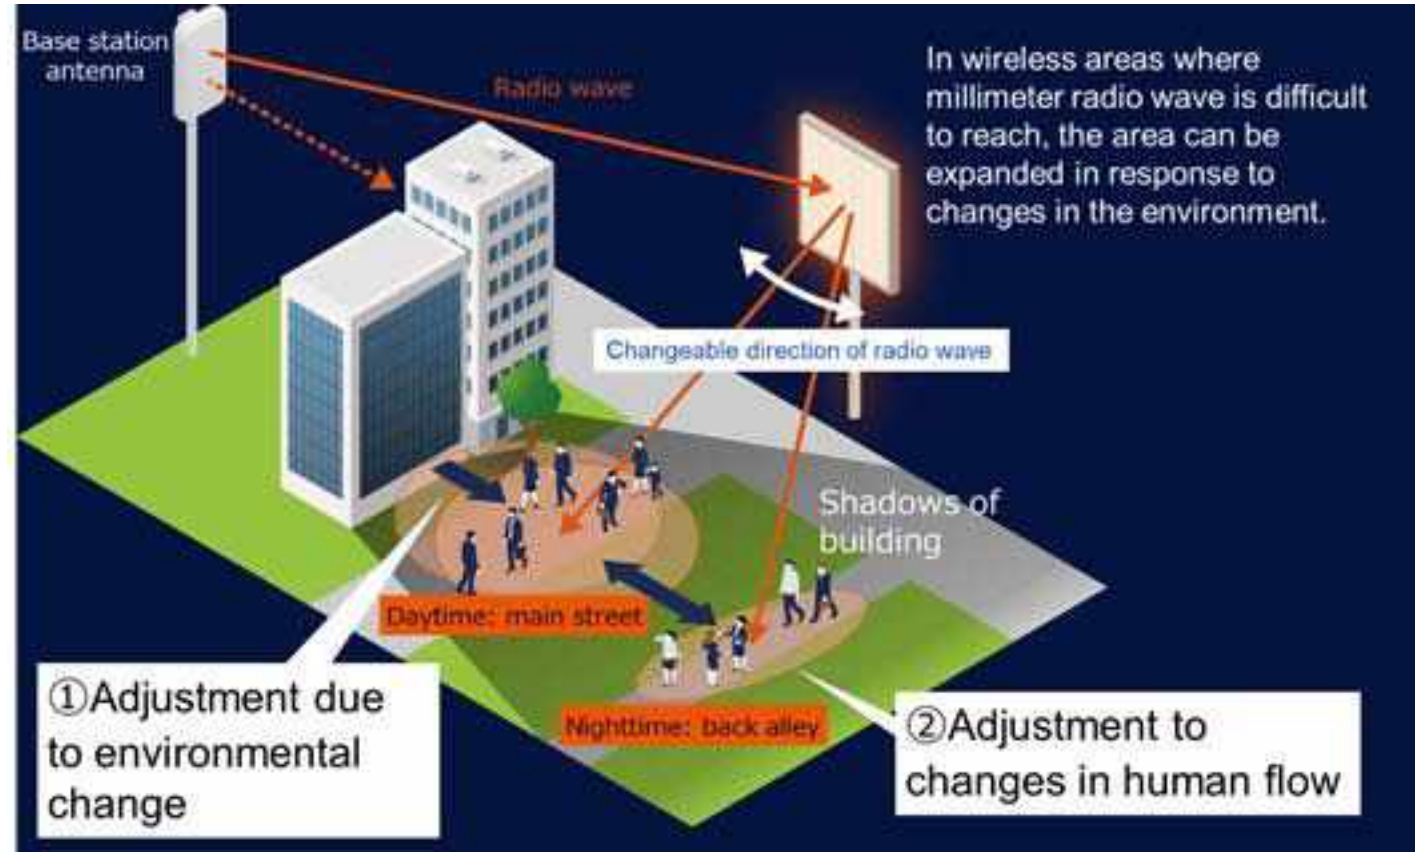 Base station
antenna
Radio wave
In wireless areas where
millimeter radio wave is difficult
to reach, the area can be
expanded in response to
changes in the environment.
Changeable direction of radio wave
Shadows of
building
Daytime: main street
①Adjustment due
to environmental
change
Nighttime: back alley
②Adjustment to
changes in human flow